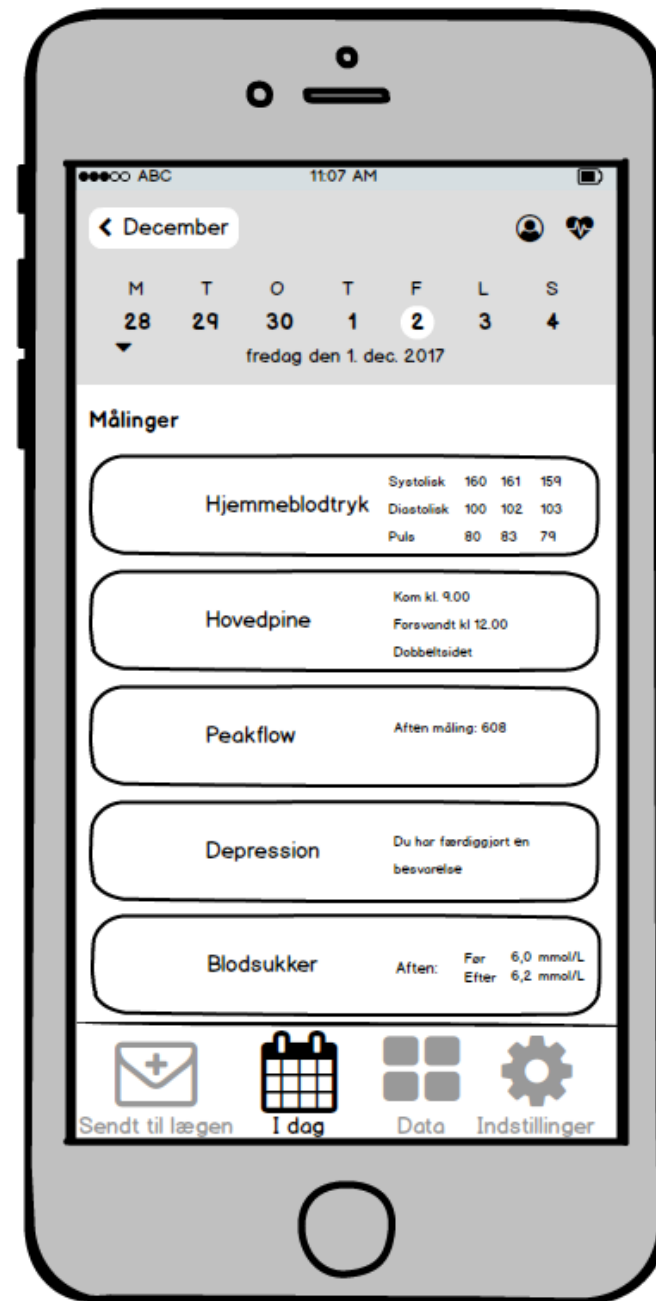 ABC 11:07 AM
December
M T O T F L S
28 29 30 1 2 3 4
fredag den 1. dec. 2017
Målinger
Hjemmeblodtryk
Systolisk 160 161 159
Diastolisk 100 102 103
Puls 80 83 79
Hovedpine
Kom kl. 9.00
Forsvandt kl 12.00
Dobbeltsidet
Peakflow
Aften måling: 608
Depression
Du har færdiggjort en
besvarelse
Blodsukker
Aften:
Før 6,0 mmol/L
Efter 6,2 mmol/L
Sendt til lægen I dag Data Indstillinger